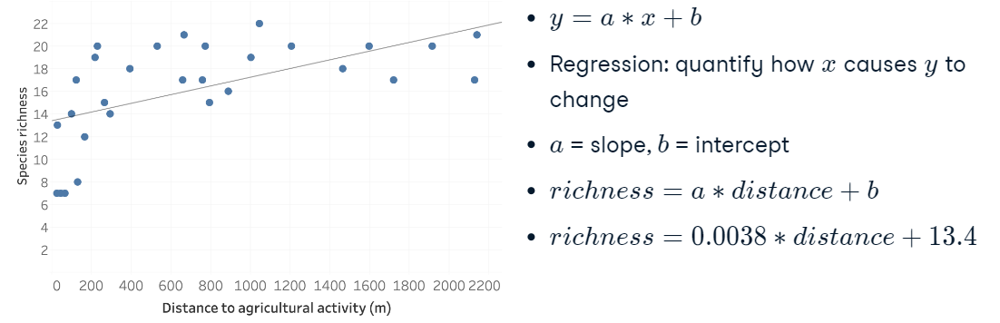 22
20
18
16
14
12
10
8
6
4
2
Species richness
0 200 400 600 800 1000 1200 1400 1600 1800 2000 2200
Distance to agricultural activity (m)
• y = a * x + b
• Regression: quantify how x causes y to
change
• a = slope, b = intercept
• richness = a * distance + b
• richness = 0.0038 * distance + 13.4